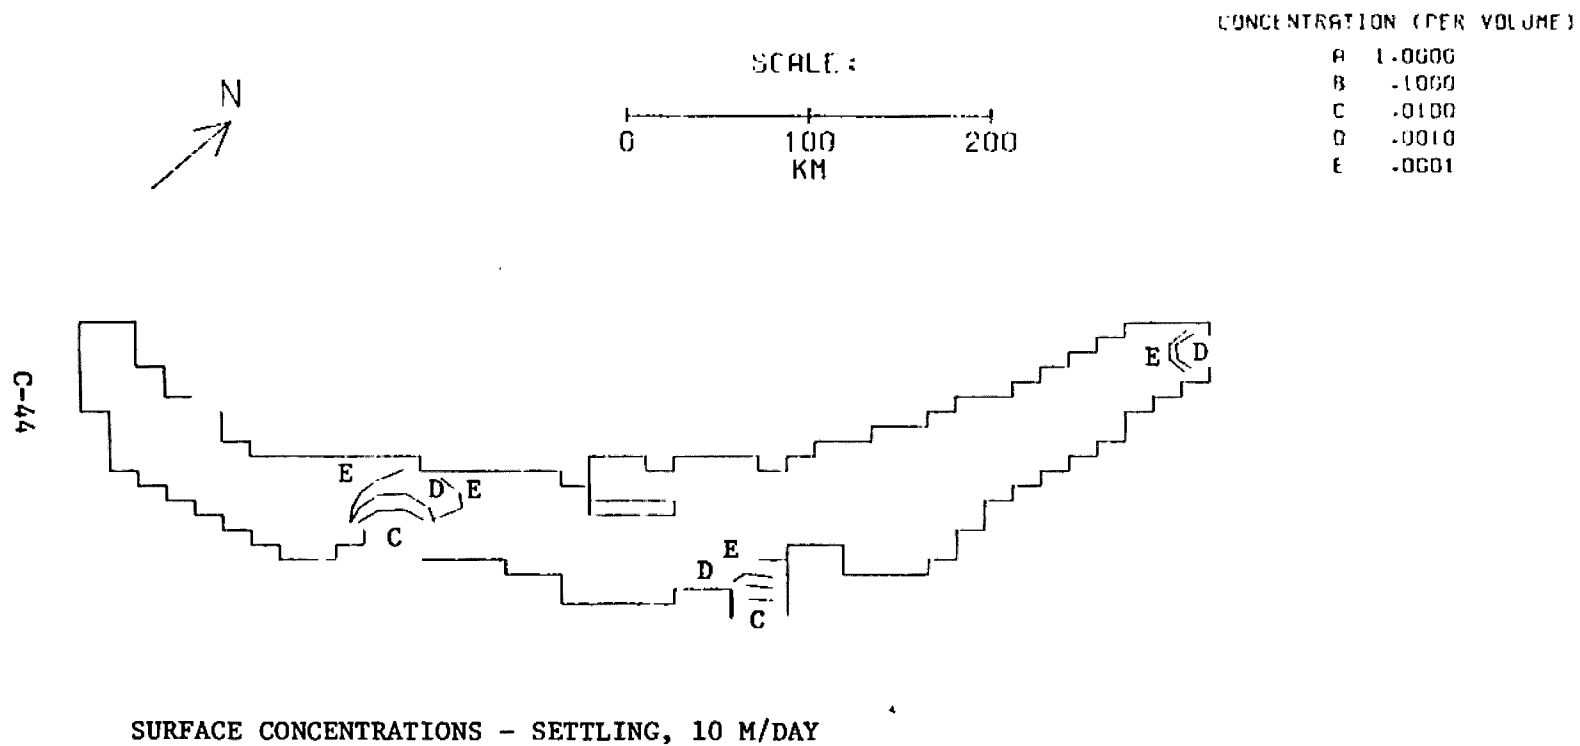 CONCENTRATION (PER VOLUME)
A 1.0000
B .1000
C .0100
D .0010
E .0001
SCALE:
N
0 100 200
KM
C-44
E D
E D E
C
E
D
C
SURFACE CONCENTRATIONS - SETTLING, 10 M/DAY